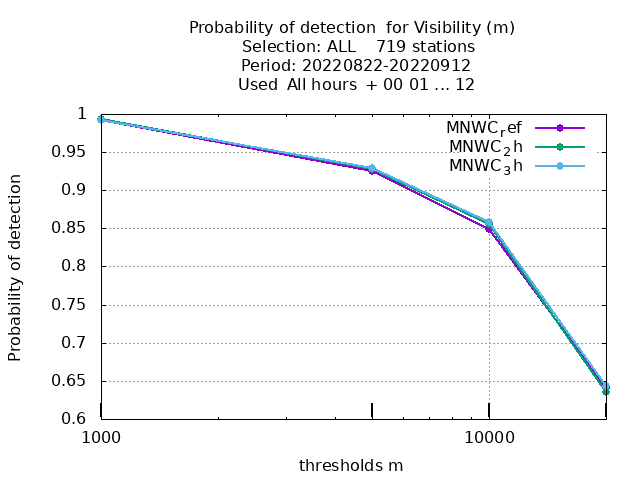 Probability of detection  for Visibility (m)
Selection: ALL    719 stations
Period: 20220822-20220912
Used  All hours  + 00 01 ... 12
MNWC_ref
MNWC_2h
MNWC_3h
1
0.95
0.9
0.85
0.8
0.75
0.7
0.65
0.6
Probability of detection
1000
10000
thresholds m